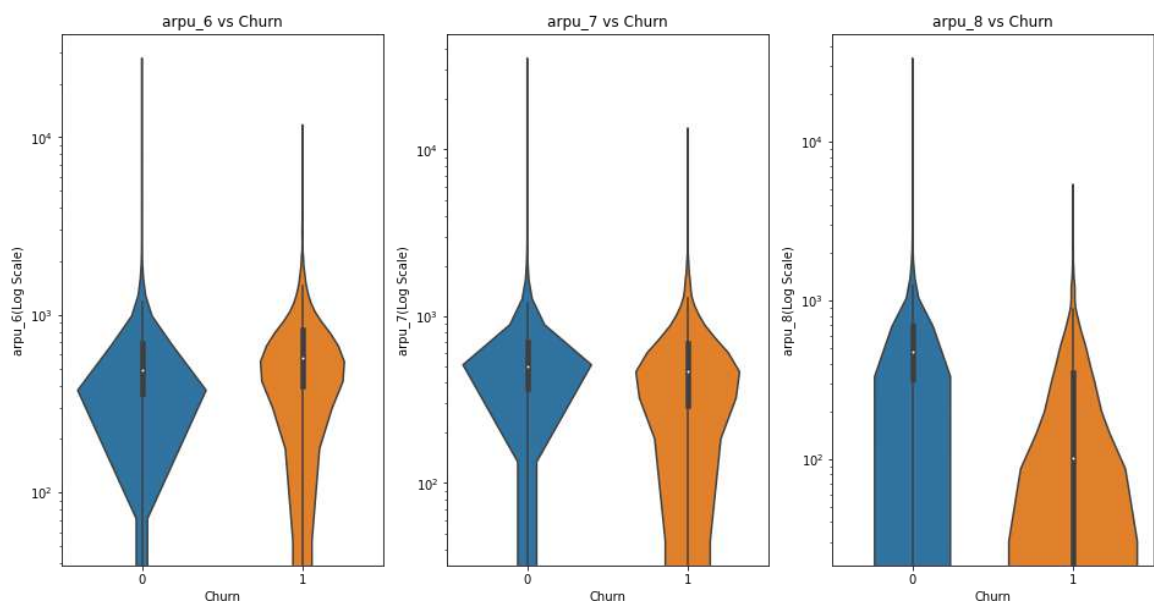 arpu_6 vs Churn
arpu_6(Log Scale)
10^4
10^3
10^2
0 1
Churn
arpu_7 vs Churn
arpu_7(Log Scale)
10^4
10^3
10^2
0 1
Churn
arpu_8 vs Churn
arpu_8(Log Scale)
10^4
10^3
10^2
0 1
Churn